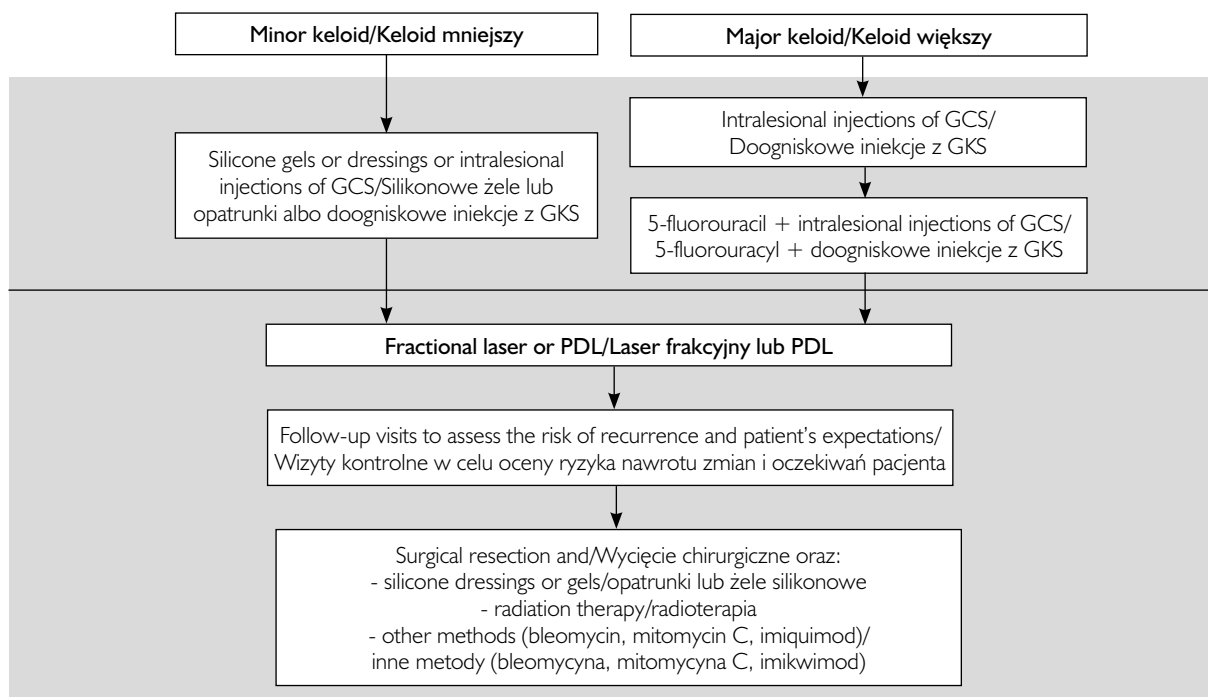 Minor keloid/Keloid mniejszy
Major keloid/Keloid większy
Silicone gels or dressings or intralesional
injections of GCS/Silikonowe żele lub
opatrunki albo doogniskowe iniekcje z GKS
Intralesional injections of GCS/
Doogniskowe iniekcje z GKS
5-fluorouracil + intralesional injections of GCS/
5-fluorouracyl + doogniskowe iniekcje z GKS
Fractional laser or PDL/Laser frakcyjny lub PDL
Follow-up visits to assess the risk of recurrence and patient’s expectations/
Wizyty kontrolne w celu oceny ryzyka nawrotu zmian i oczekiwań pacjenta
Surgical resection and/Wycięcie chirurgiczne oraz:
- silicone dressings or gels/opatrunki lub żele silikonowe
- radiation therapy/radioterapia
- other methods (bleomycin, mitomycin C, imiquimod)/
inne metody (bleomycyna, mitomycyna C, imikwimod)